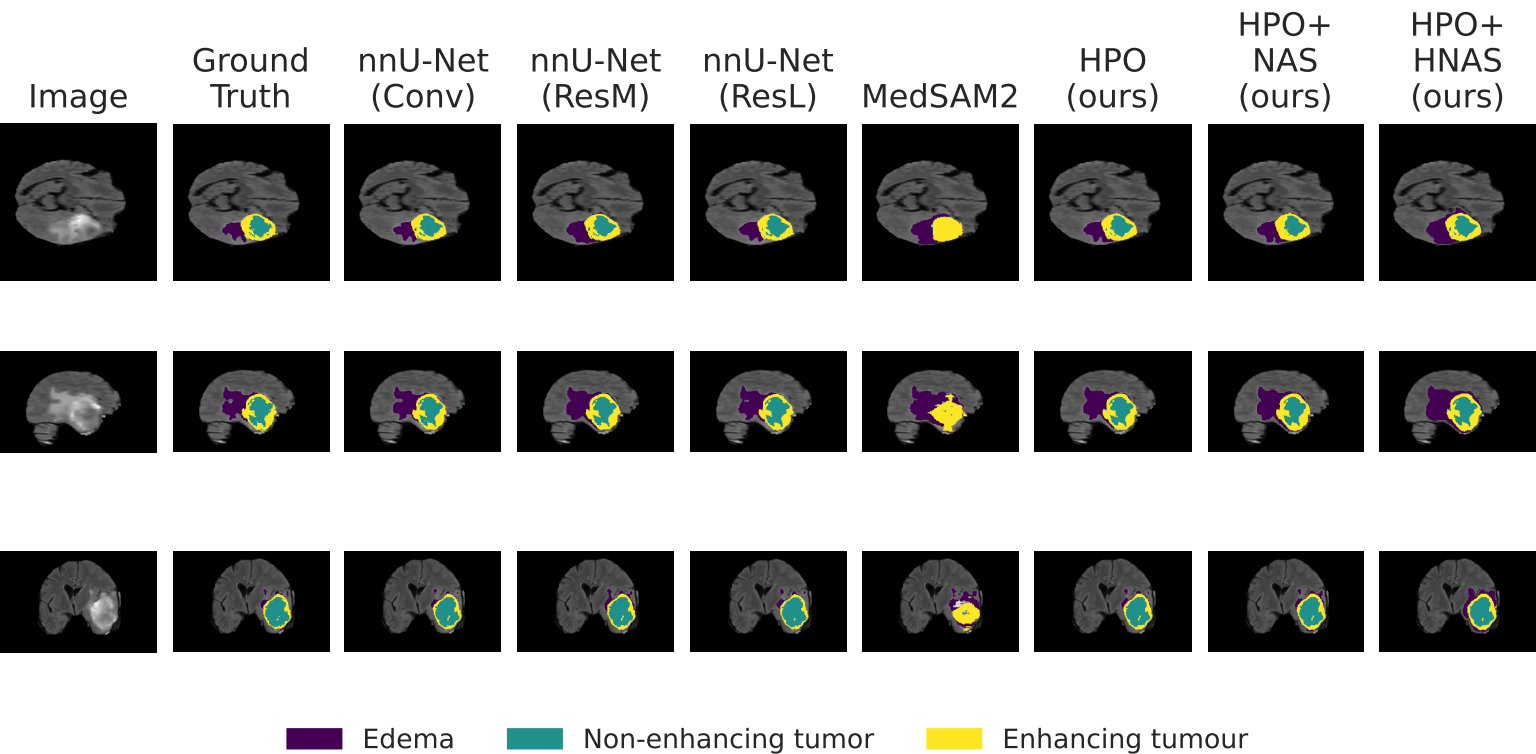 Image
Ground
Truth
nnU-Net
(Conv)
nnU-Net
(ResM)
nnU-Net
(ResL)
MedSAM2
HPO
(ours)
HPO+
NAS
(ours)
HPO+
HNAS
(ours)
Edema
Non-enhancing tumor
Enhancing tumour